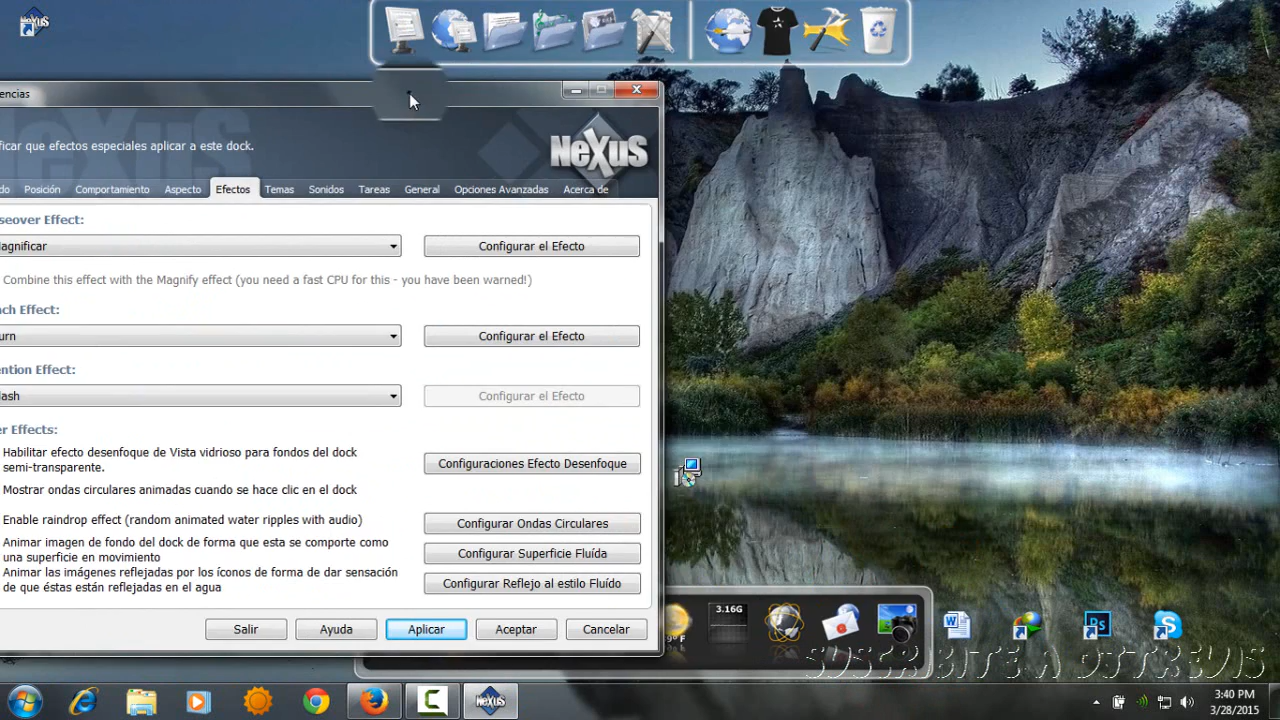 encias
ficar que efectos especiales aplicar a este dock.
NeXuS
do Posición Comportamiento Aspecto Efectos Temas Sonidos Tareas General Opciones Avanzadas Acerca de
seover Effect:
agnificar
Configurar el Efecto
Combine this effect with the Magnify effect (you need a fast CPU for this - you have been warned!)
ch Effect:
urn
Configurar el Efecto
ention Effect:
lash
Configurar el Efecto
er Effects:
Habilitar efecto desenfoque de Vista vidrioso para fondos del dock
semi-transparente.
Configuraciones Efecto Desenfoque
Mostrar ondas circulares animadas cuando se hace clic en el dock
Enable raindrop effect (random animated water ripples with audio)
Configurar Ondas Circulares
Animar imagen de fondo del dock de forma que esta se comporte como
una superficie en movimiento
Configurar Superficie Fluída
Animar las imágenes reflejadas por los íconos de forma de dar sensación
de que éstas están reflejadas en el agua
Configurar Reflejo al estilo Fluído
Salir Ayuda Aplicar Aceptar Cancelar
3.16G
°F
Ds
SUSCRIBITE A DTTREVIS
NeXuS
3:40 PM
3/28/2015